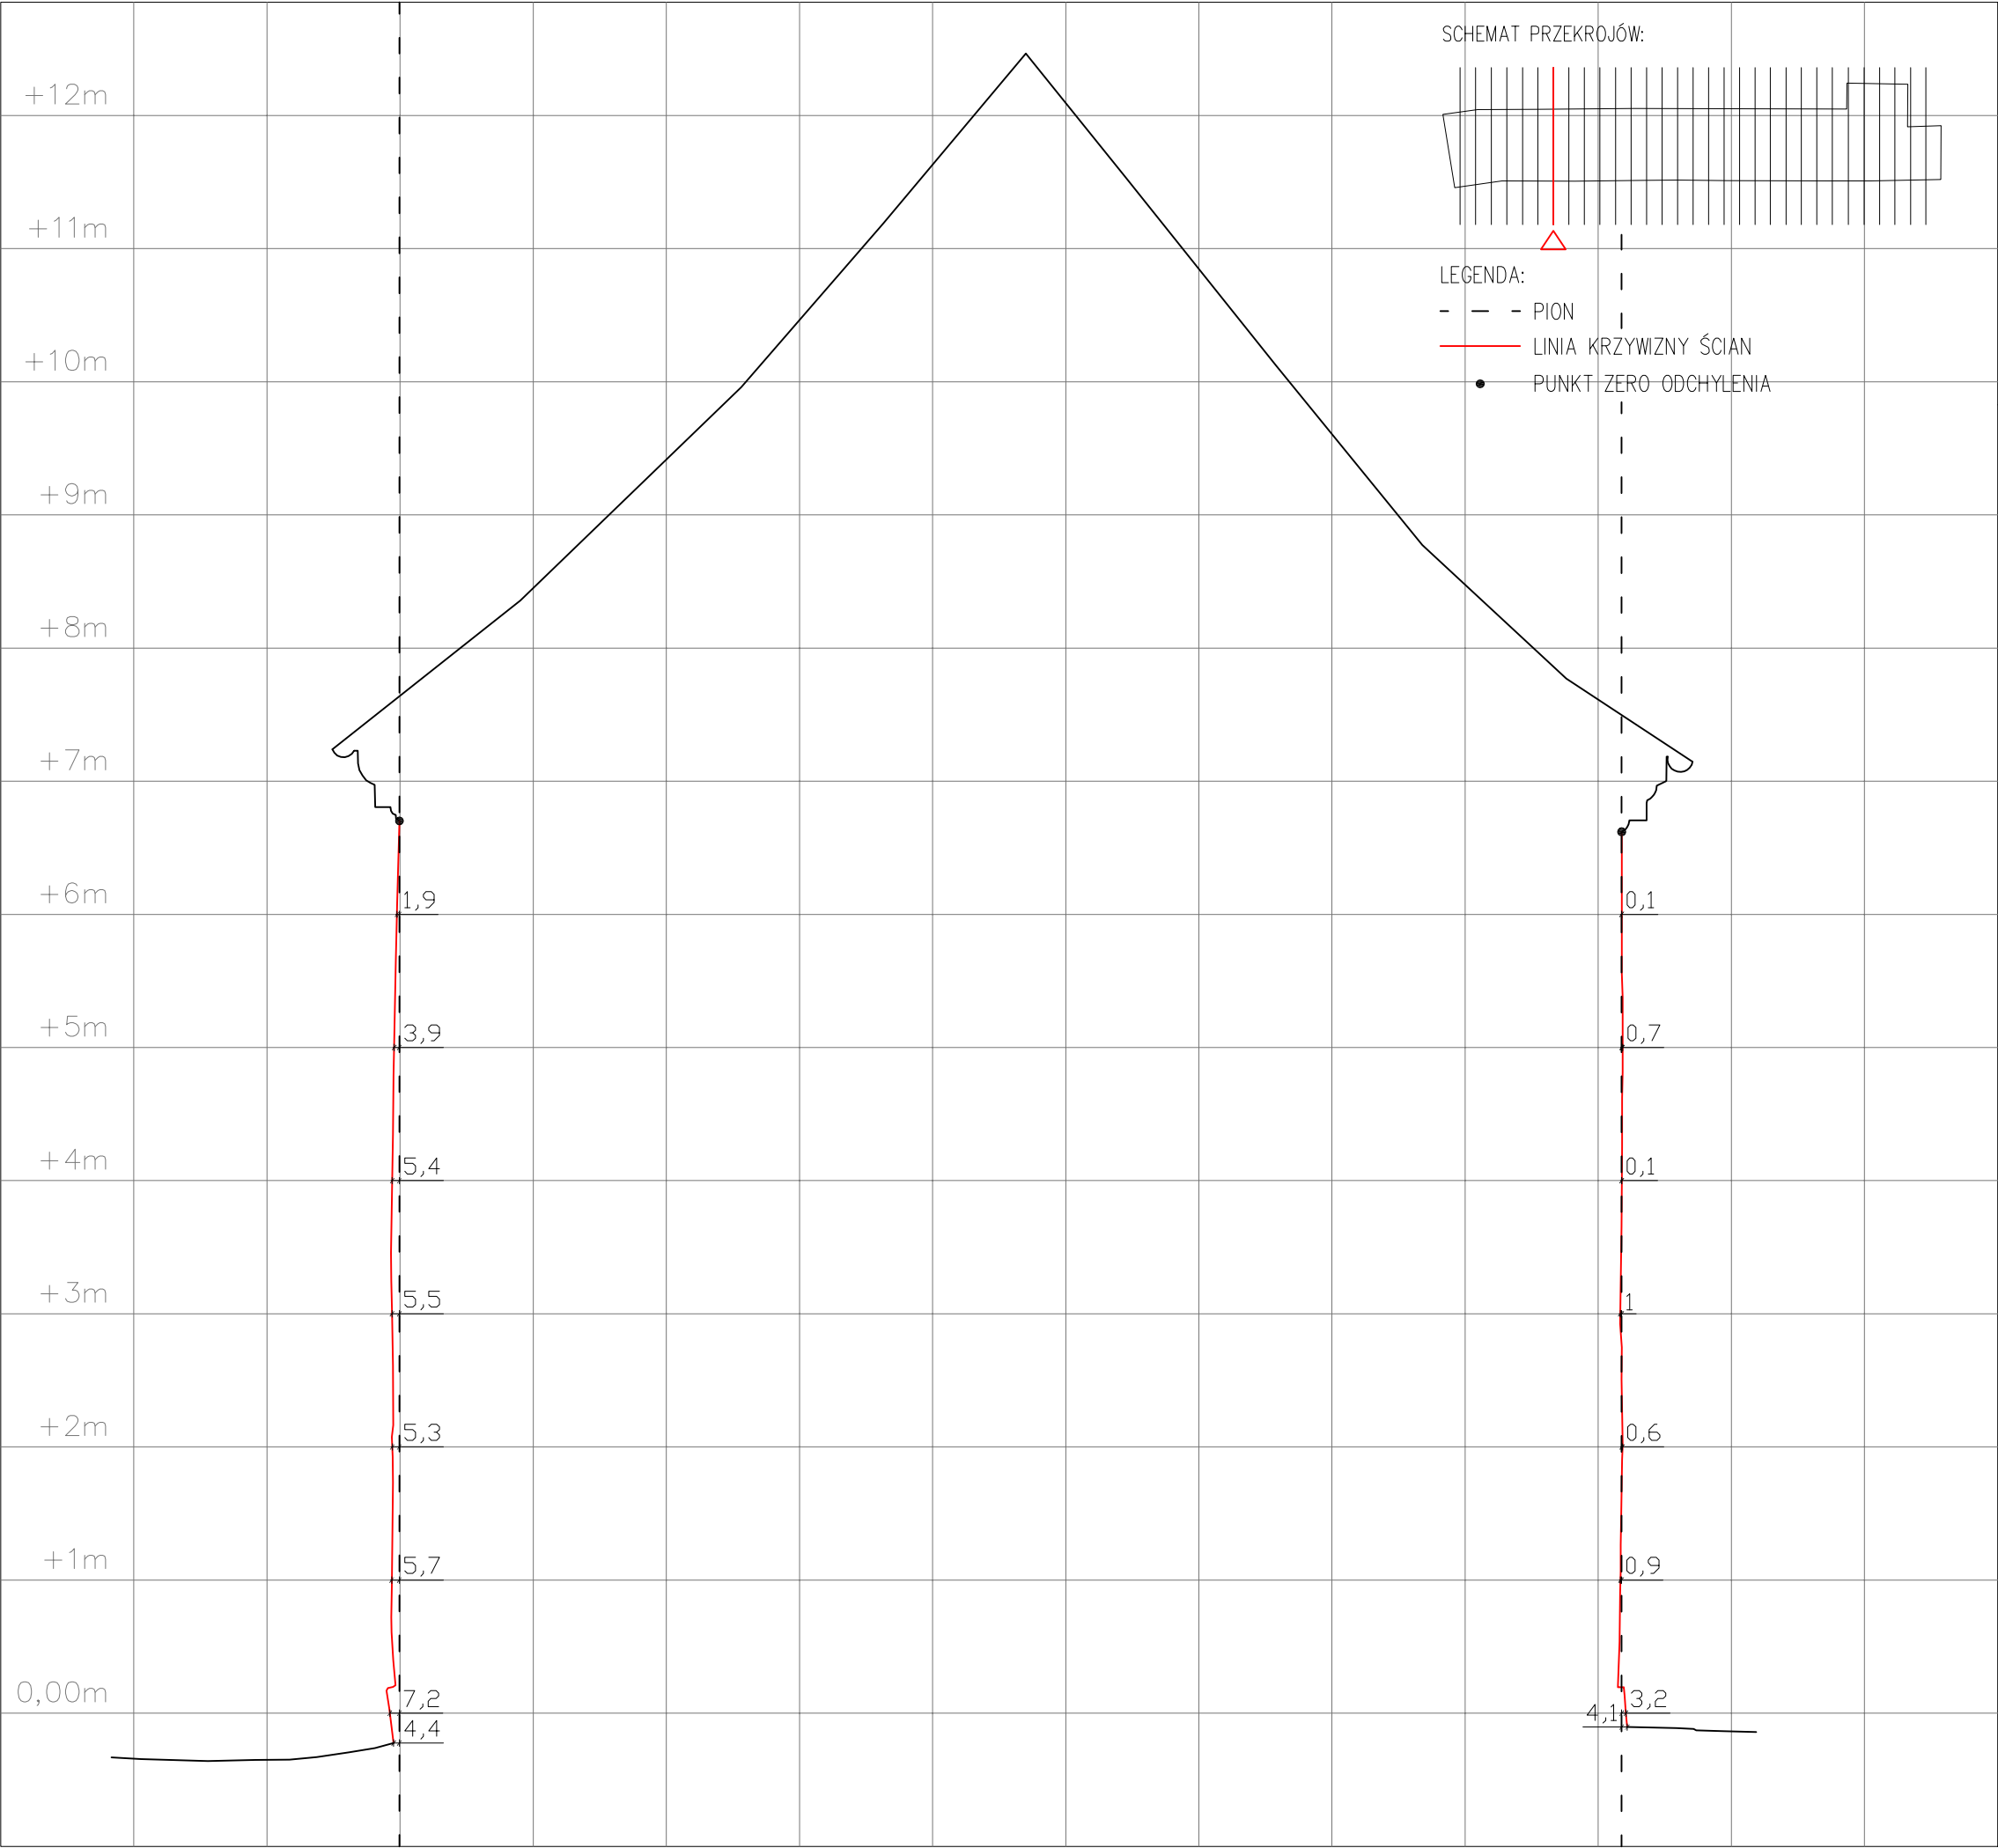 SCHEMAT PRZEKROJÓW:
+12m
+11m
LEGENDA:
PION
LINIA KRZYWIZNY ŚCIAN
+10m
PUNKT ZERO ODCHYLENIA
+9m
+8m
+7m
+6m 1,9 0,1
+5m 3,9 0,7
+4m 5,4 0,1
+3m 5,5 1
+2m 5,3 0,6
+1m 5,7 0,9
0,00m 7,2 3,2
4,4 4,1